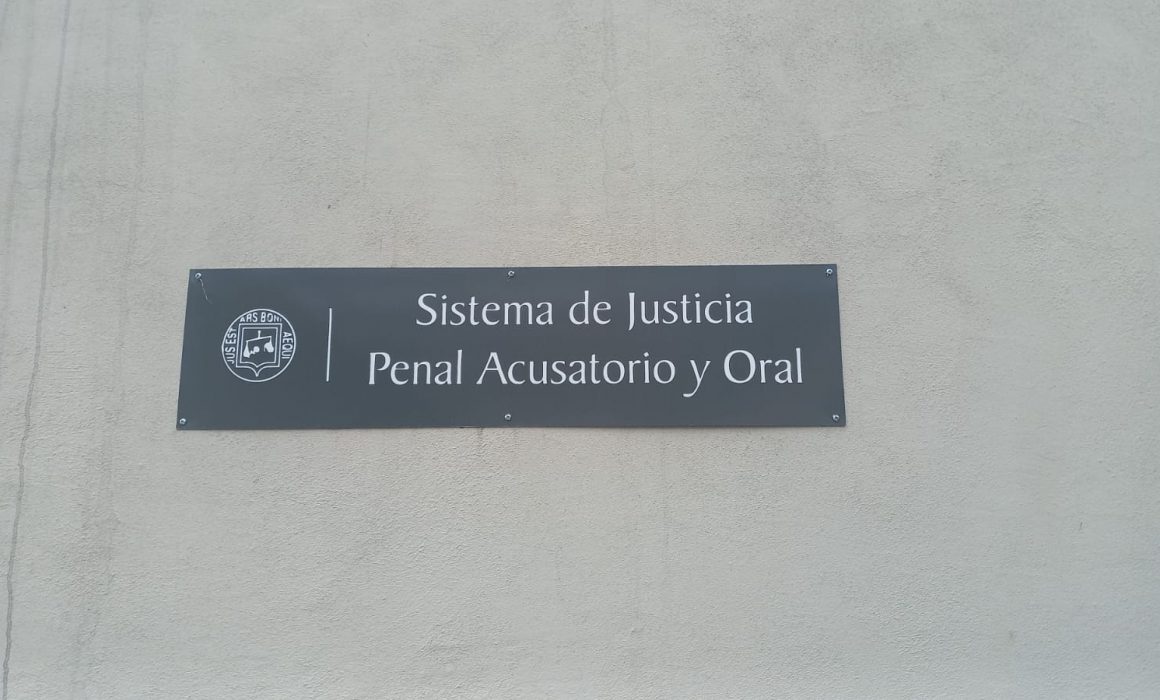 JUS EST ARS BONI AEQUI
Sistema de Justicia
Penal Acusatorio y Oral